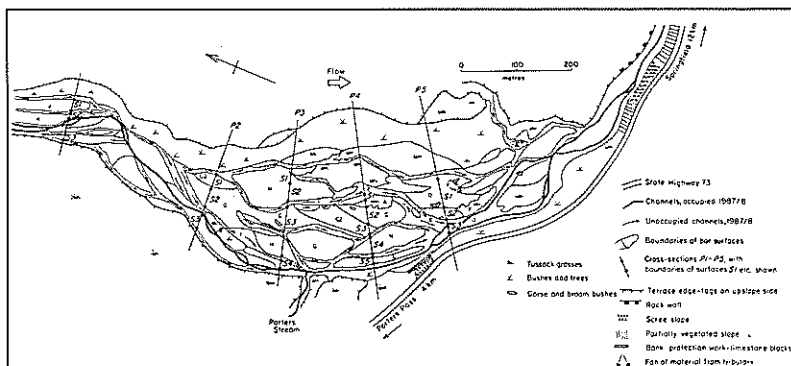 Flow
0 100 200
metres
Springfield 12km
P2
P3
P4
P5
S1
S2
S3
S4
S5
Porters Stream
Porters Pass 4km
Tussock grasses
Bushes and trees
Gorse and broom bushes
State Highway 73
Channels, occupied 1987/8
Unoccupied channels, 1987/8
Boundaries of bar surfaces
Cross-sections P1-P5, with
boundaries of surfaces S1 etc. shown
Terrace edge-tags on upslope side
Rock wall
Scree slope
Partially vegetated slope
Bank protection work-limestone blocks
Fan of material from tributary